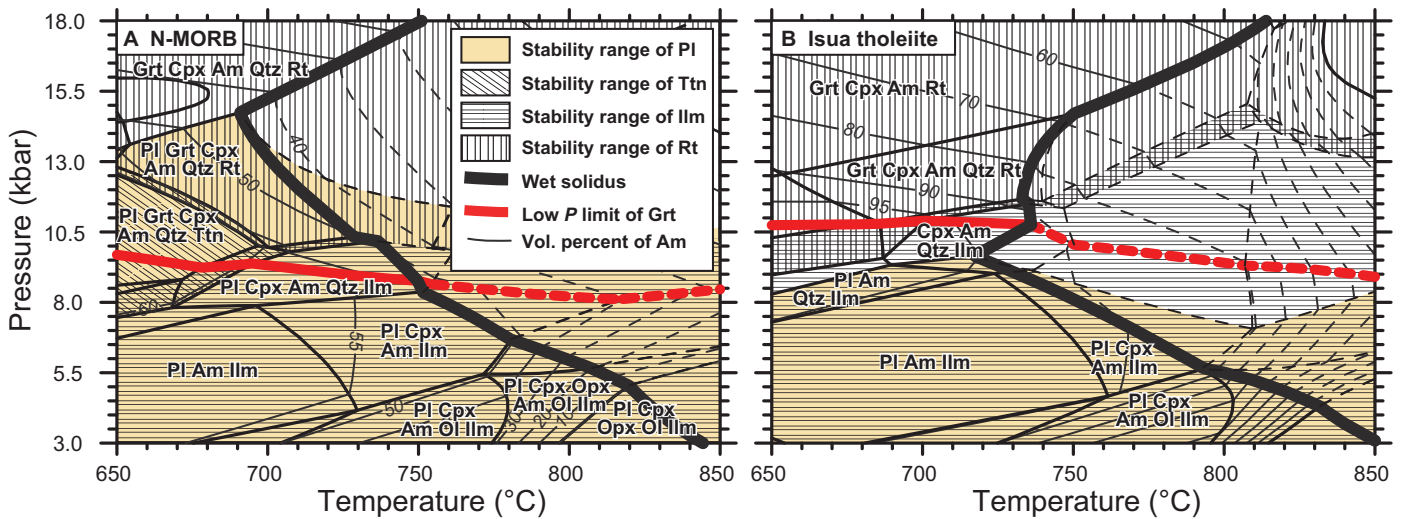 A N-MORB
Stability range of Pl
Stability range of Ttn
Stability range of Ilm
Stability range of Rt
Wet solidus
Low P limit of Grt
Vol. percent of Am
Grt Cpx Am Qtz Rt
Pl Grt Cpx
Am Qtz Rt
Pl Grt Cpx
Am Qtz Ttn
Pl Cpx Am Qtz Ilm
Pl Cpx
Am Ilm
Pl Am Ilm
Pl Cpx
Am Ol Ilm
Pl Cpx Opx
Am Ol Ilm
Pl Cpx
Opx Ol Ilm
40
50
60
55
50
30
20
10
18.0
15.5
13.0
10.5
8.0
5.5
3.0
Pressure (kbar)
650 700 750 800 850
Temperature (°C)
B Isua tholeiite
Grt Cpx Am Rt
Grt Cpx Am Qtz Rt
Cpx Am
Qtz Ilm
Pl Am
Qtz Ilm
Pl Am Ilm
Pl Cpx
Am Ilm
Pl Cpx
Am Ol Ilm
60
70
80
90
95
650 700 750 800 850
Temperature (°C)